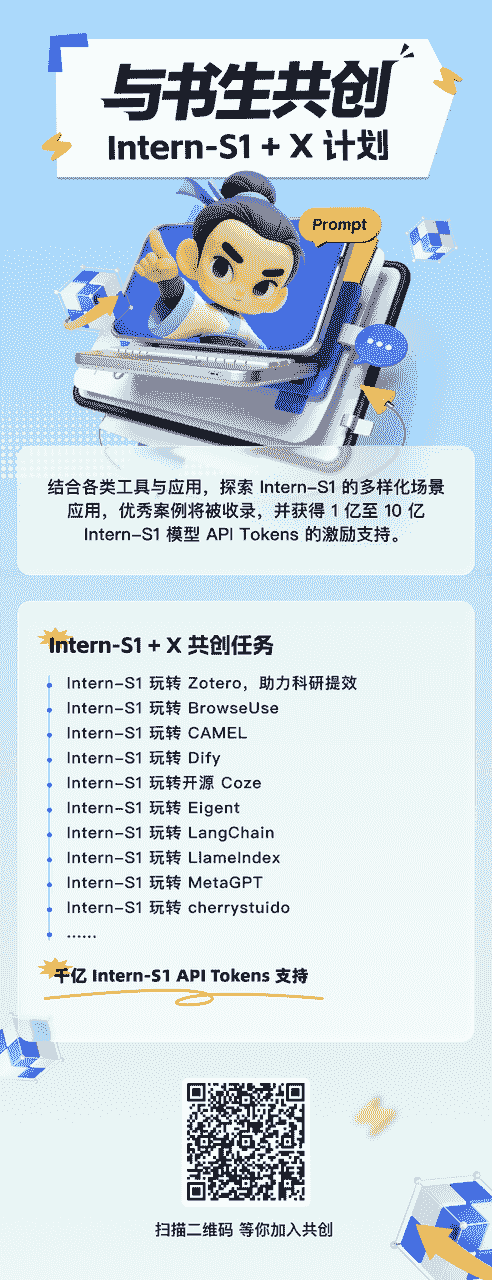 与书生共创
Intern-S1 + X 计划
Prompt
结合各类工具与应用，探索 Intern-S1 的多样化场景
应用，优秀案例将被收录，并获得 1 亿至 10 亿
Intern-S1 模型 API Tokens 的激励支持。
Intern-S1 + X 共创任务
Intern-S1 玩转 Zotero，助力科研提效
Intern-S1 玩转 BrowseUse
Intern-S1 玩转 CAMEL
Intern-S1 玩转 Dify
Intern-S1 玩转开源 Coze
Intern-S1 玩转 Eigent
Intern-S1 玩转 LangChain
Intern-S1 玩转 LlameIndex
Intern-S1 玩转 MetaGPT
Intern-S1 玩转 cherrystuido
......
千亿 Intern-S1 API Tokens 支持
扫描二维码 等你加入共创